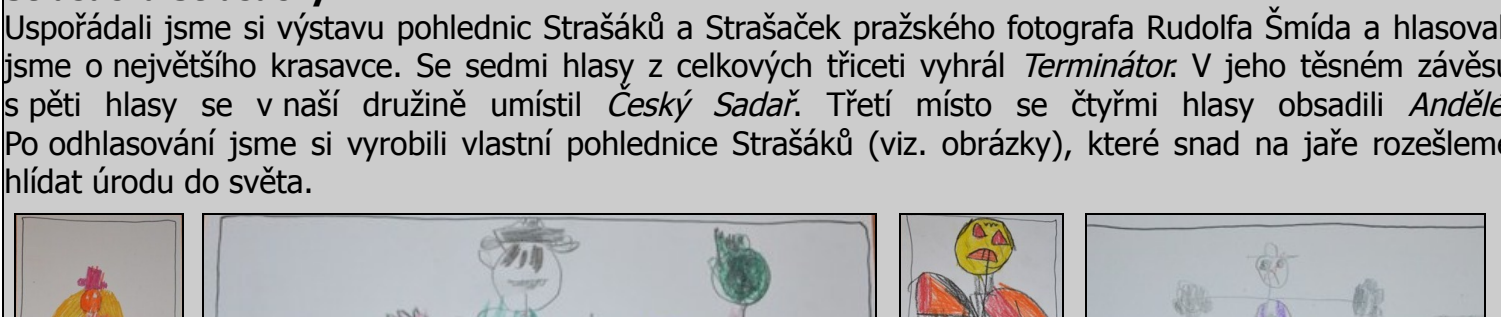 Uspořádali jsme si výstavu pohlednic Strašáků a Strašaček pražského fotografa Rudolfa Šmída a hlasoval
jsme o největšího krasavce. Se sedmi hlasy z celkových třiceti vyhrál Terminátor. V jeho těsném závěsu
s pěti hlasy se v naší družině umístil Český Sadař. Třetí místo se čtyřmi hlasy obsadili Andělé
Po odhlasování jsme si vyrobili vlastní pohlednice Strašáků (viz. obrázky), které snad na jaře rozešleme
hlídat úrodu do světa.